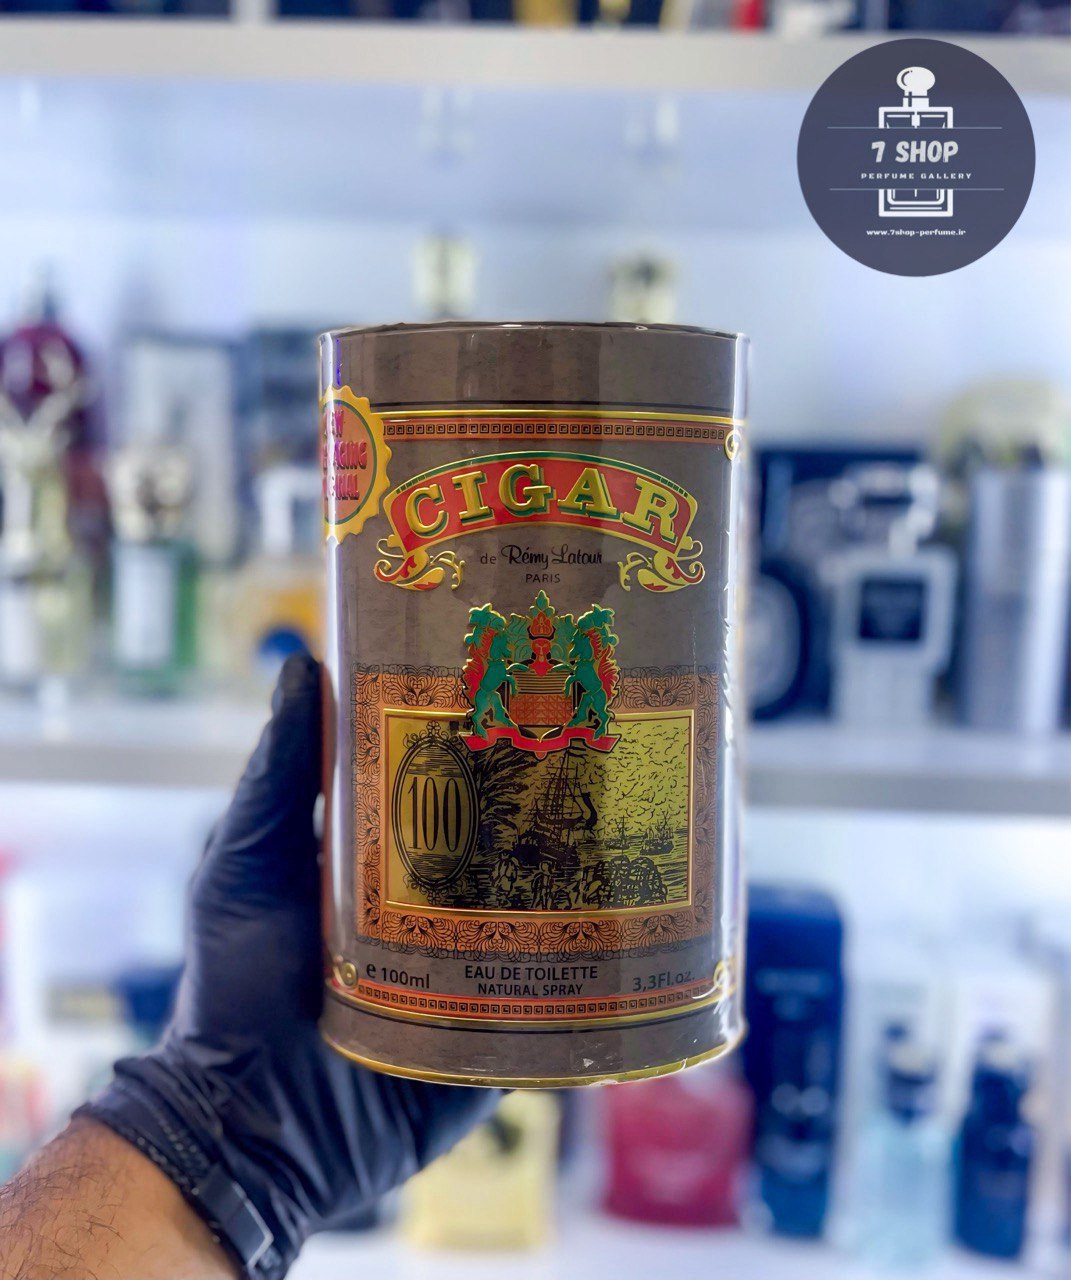 7 SHOP
PERFUME GALLERY
www.7shop-perfume.ir
CIGAR
de Rémy Latour
PARIS
100
e 100ml
EAU DE TOILETTE
NATURAL SPRAY
3,3Fl.oz.